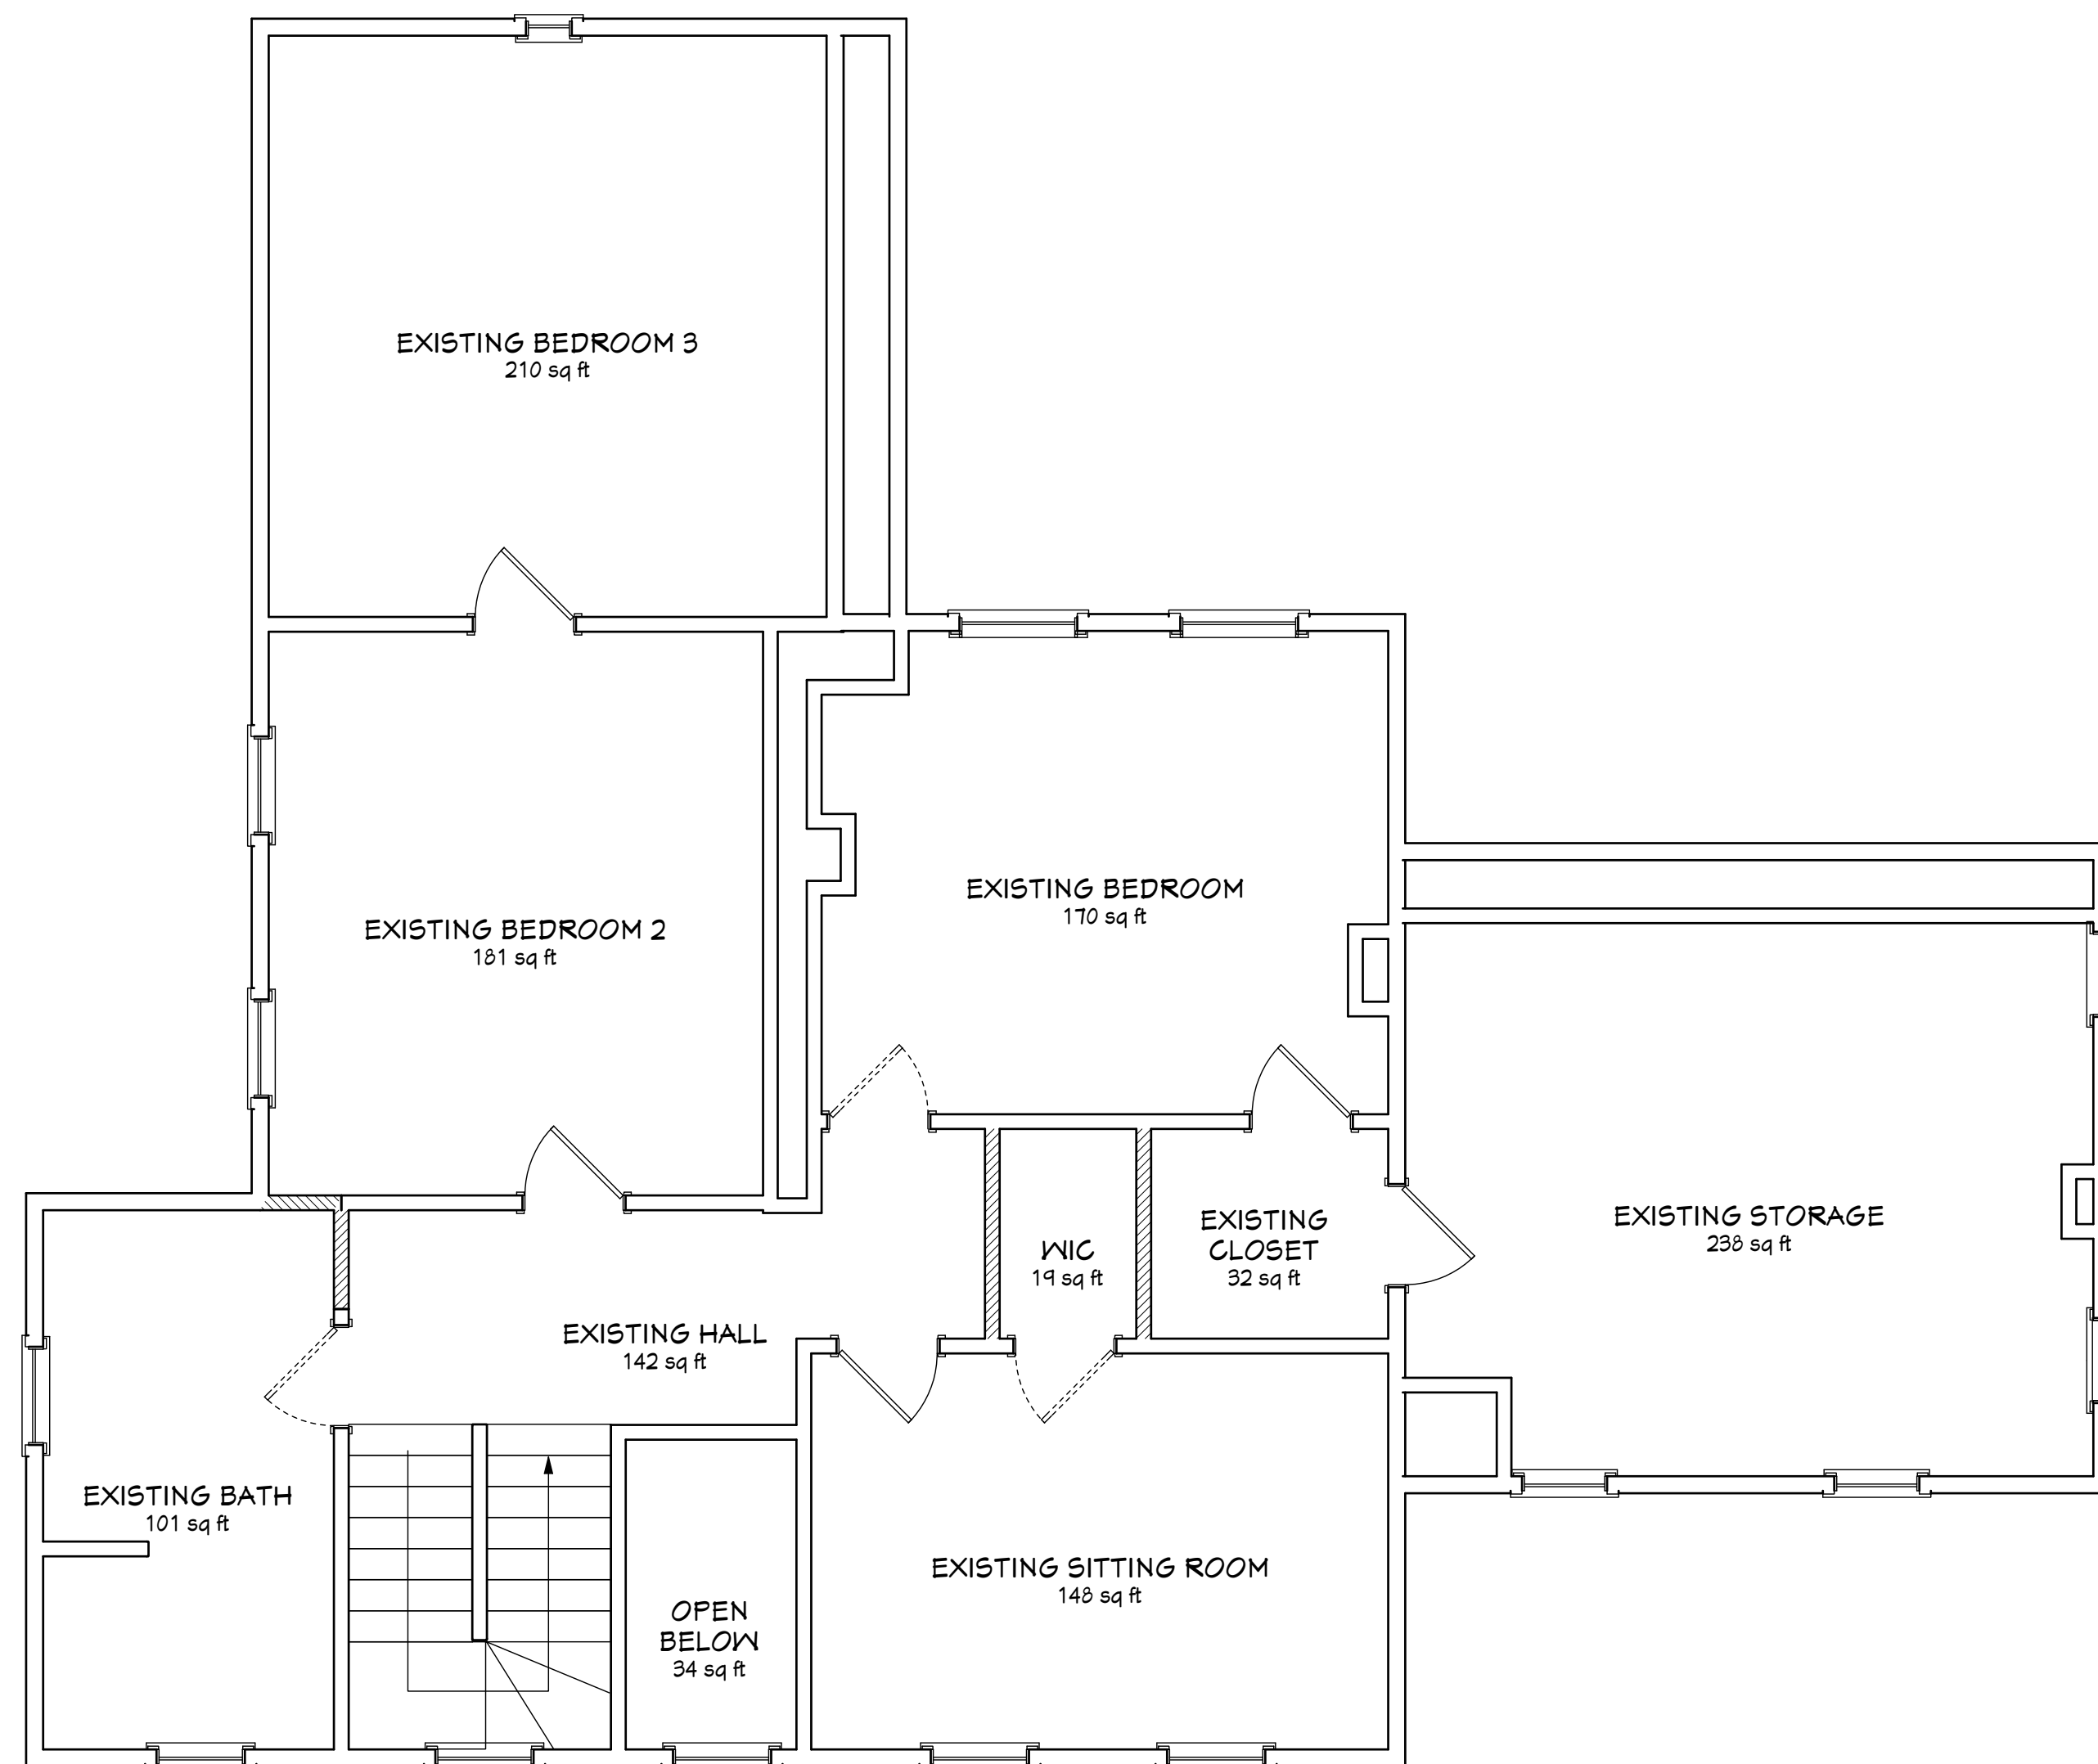 EXISTING BEDROOM 3
210 sq ft
EXISTING BEDROOM 2
181 sq ft
EXISTING BEDROOM
170 sq ft
EXISTING STORAGE
238 sq ft
EXISTING
CLOSET
32 sq ft
WIC
19 sq ft
EXISTING HALL
142 sq ft
EXISTING BATH
101 sq ft
EXISTING SITTING ROOM
148 sq ft
OPEN
BELOW
34 sq ft